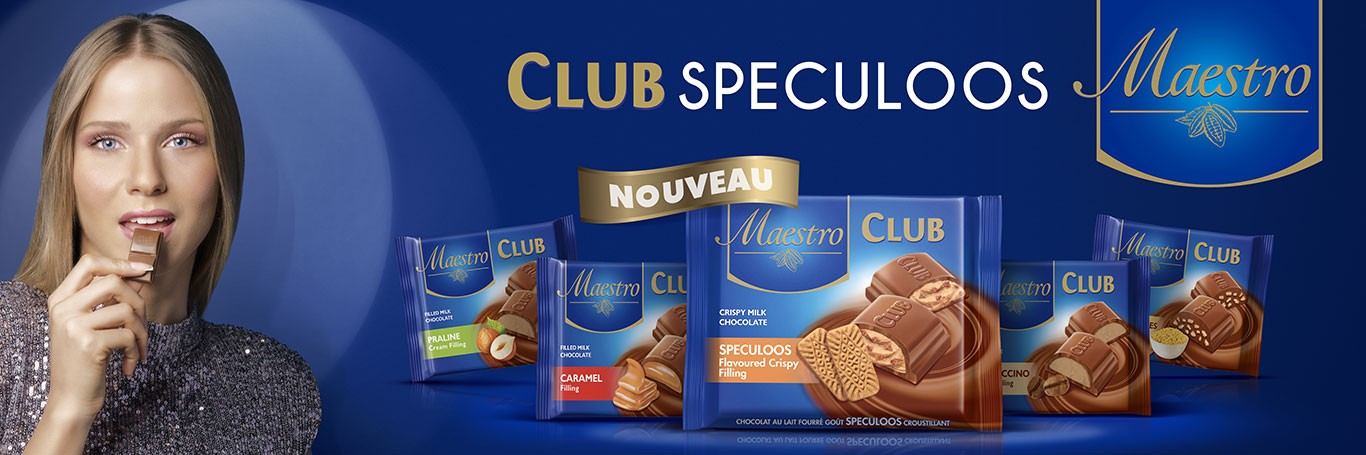 CLUB SPECULOOS
Maestro
NOUVEAU
Maestro
CLUB
FILLED MILK
CHOCOLATE
PRALINE
Cream Filling
Maestro
CLU
FILLED MILK
CHOCOLATE
CARAMEL
Filling
Maestro
CLUB
CRISPY MILK
CHOCOLATE
SPECULOOS
Flavoured Crispy
Filling
CLUB
CLUB
CHOCOLAT AU LAIT FOURRÉ GOÛT SPECULOOS CROUSTILLANT
CLUB
CCINO
CLUB